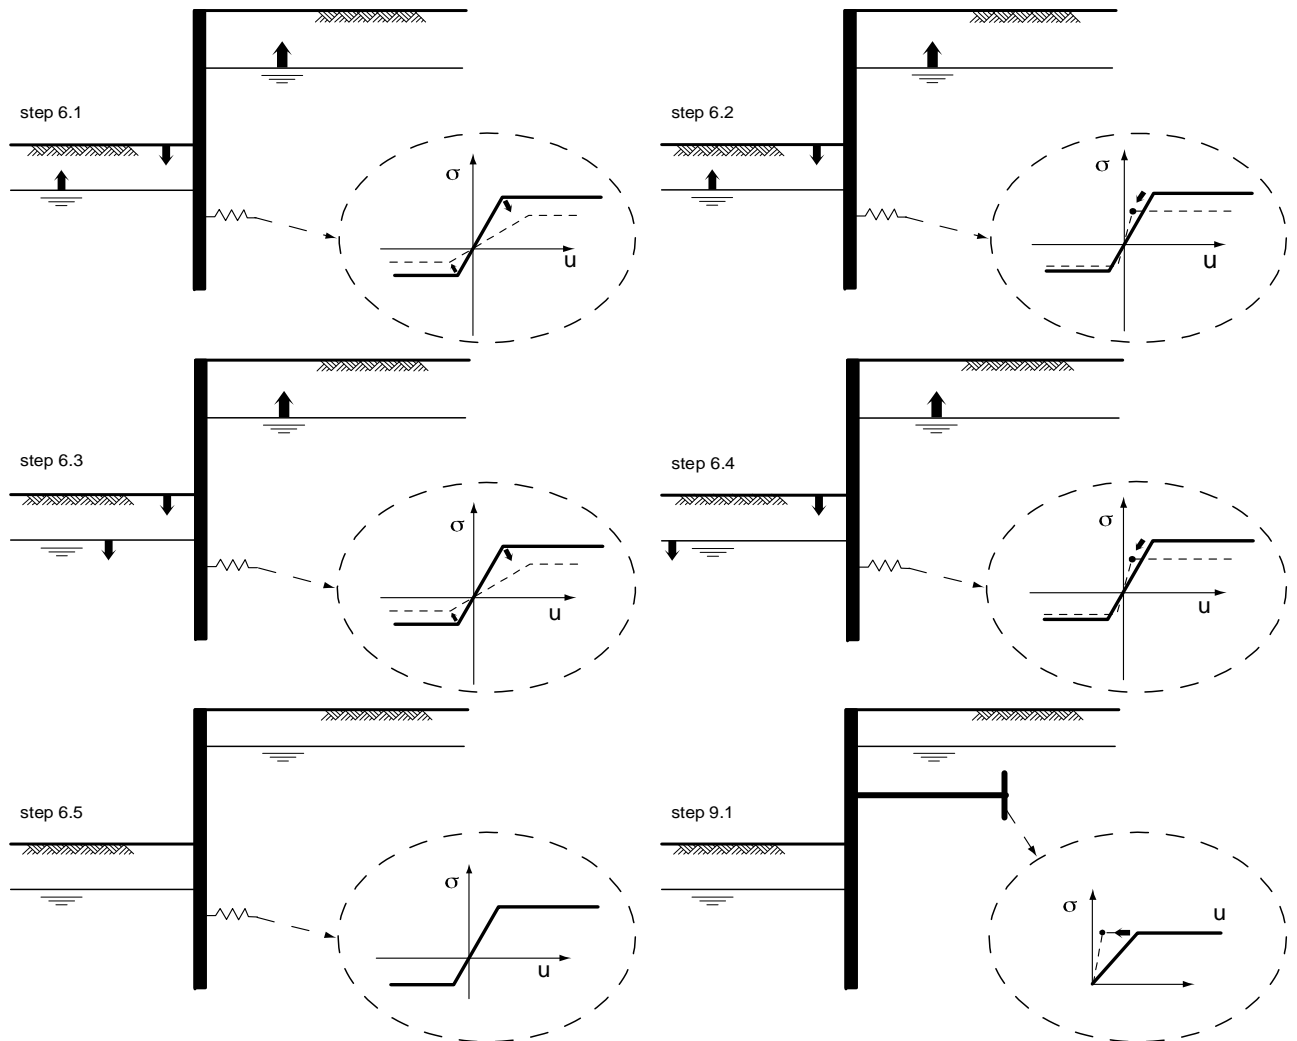 step 6.1
σ
u
step 6.2
σ
u
step 6.3
σ
u
step 6.4
σ
u
step 6.5
σ
u
step 9.1
σ
u